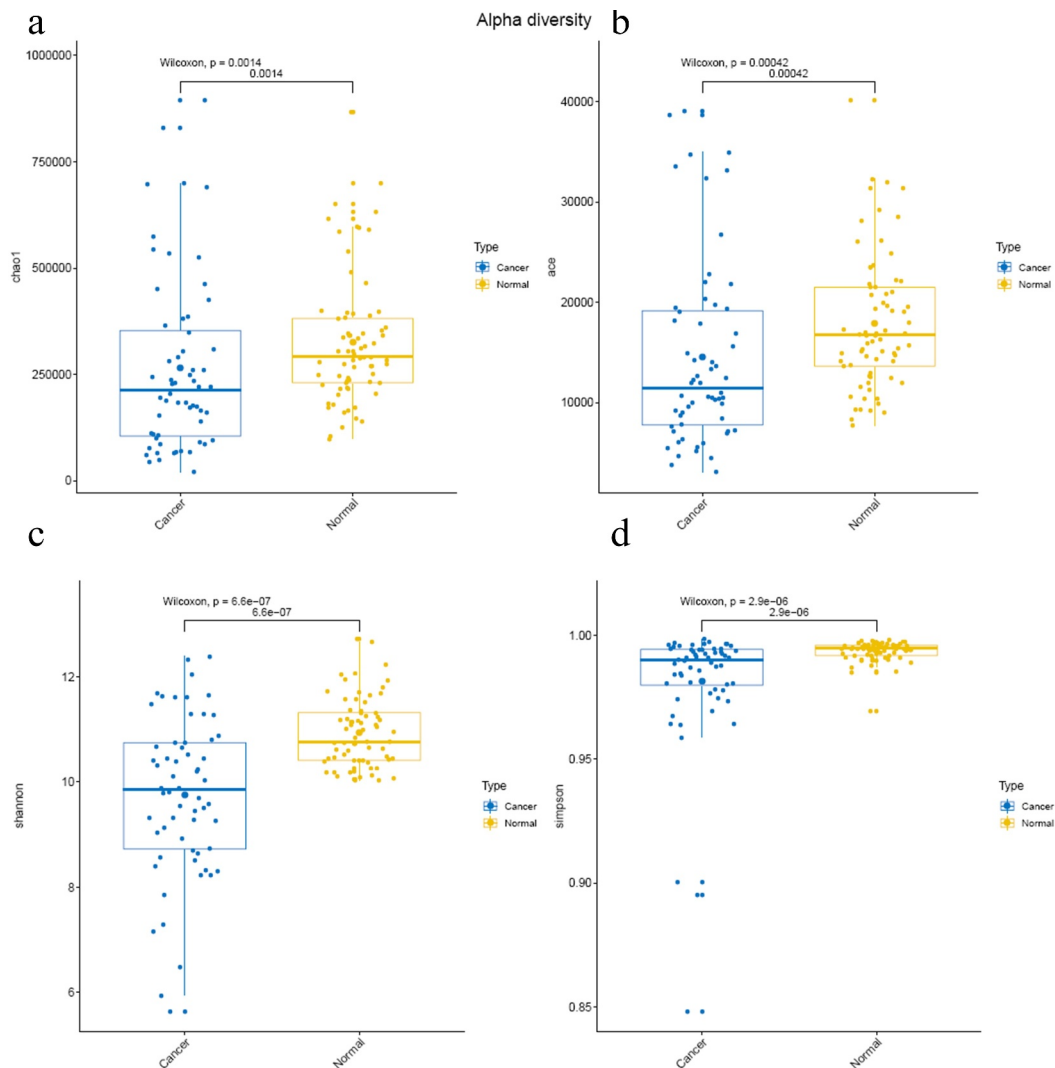 Alpha diversity
a
Wilcoxon, p = 0.0014
0.0014
1000000
750000
500000
250000
0
chao1
Cancer
Normal
Type
Cancer
Normal
b
Wilcoxon, p = 0.00042
0.00042
40000
30000
20000
10000
ace
Cancer
Normal
Type
Cancer
Normal
c
Wilcoxon, p = 6.6e−07
6.6e−07
12
10
8
6
shannon
Cancer
Normal
Type
Cancer
Normal
d
Wilcoxon, p = 2.9e−06
2.9e−06
1.00
0.95
0.90
0.85
simpson
Cancer
Normal
Type
Cancer
Normal